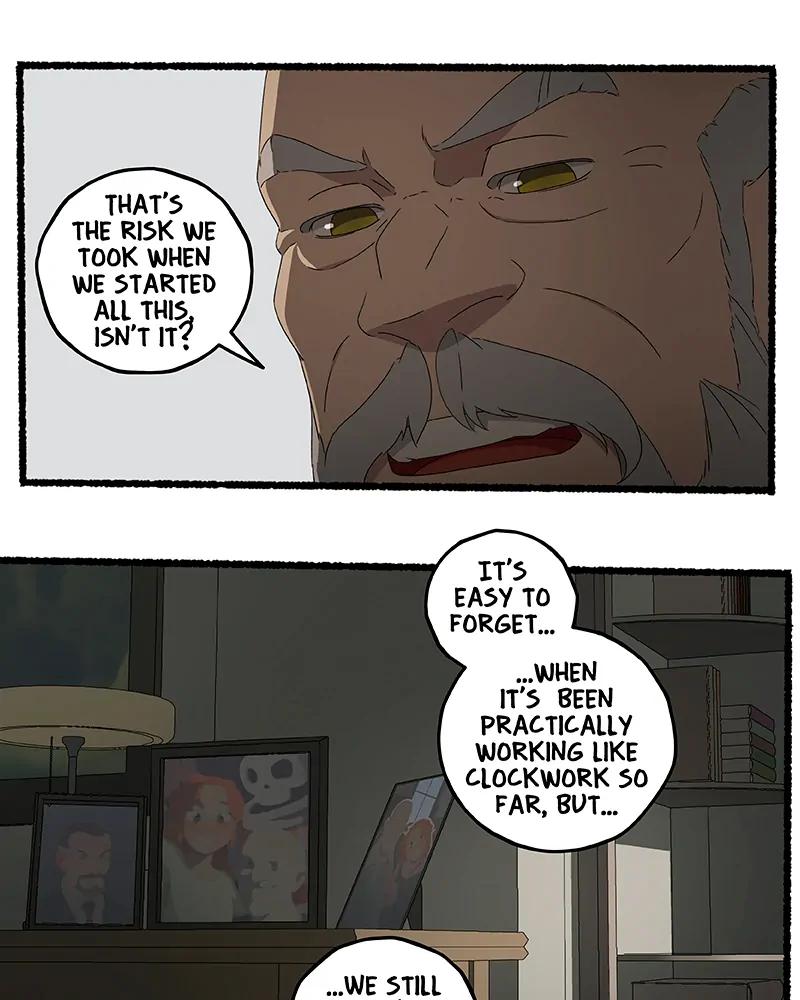 THAT'S
THE RISK WE
TOOK WHEN
WE STARTED
ALL THIS,
ISN'T IT?
IT'S
EASY TO
FORGET...
...WHEN
IT'S BEEN
PRACTICALLY
WORKING LIKE
CLOCKWORK SO
FAR, BUT...
...WE STILL